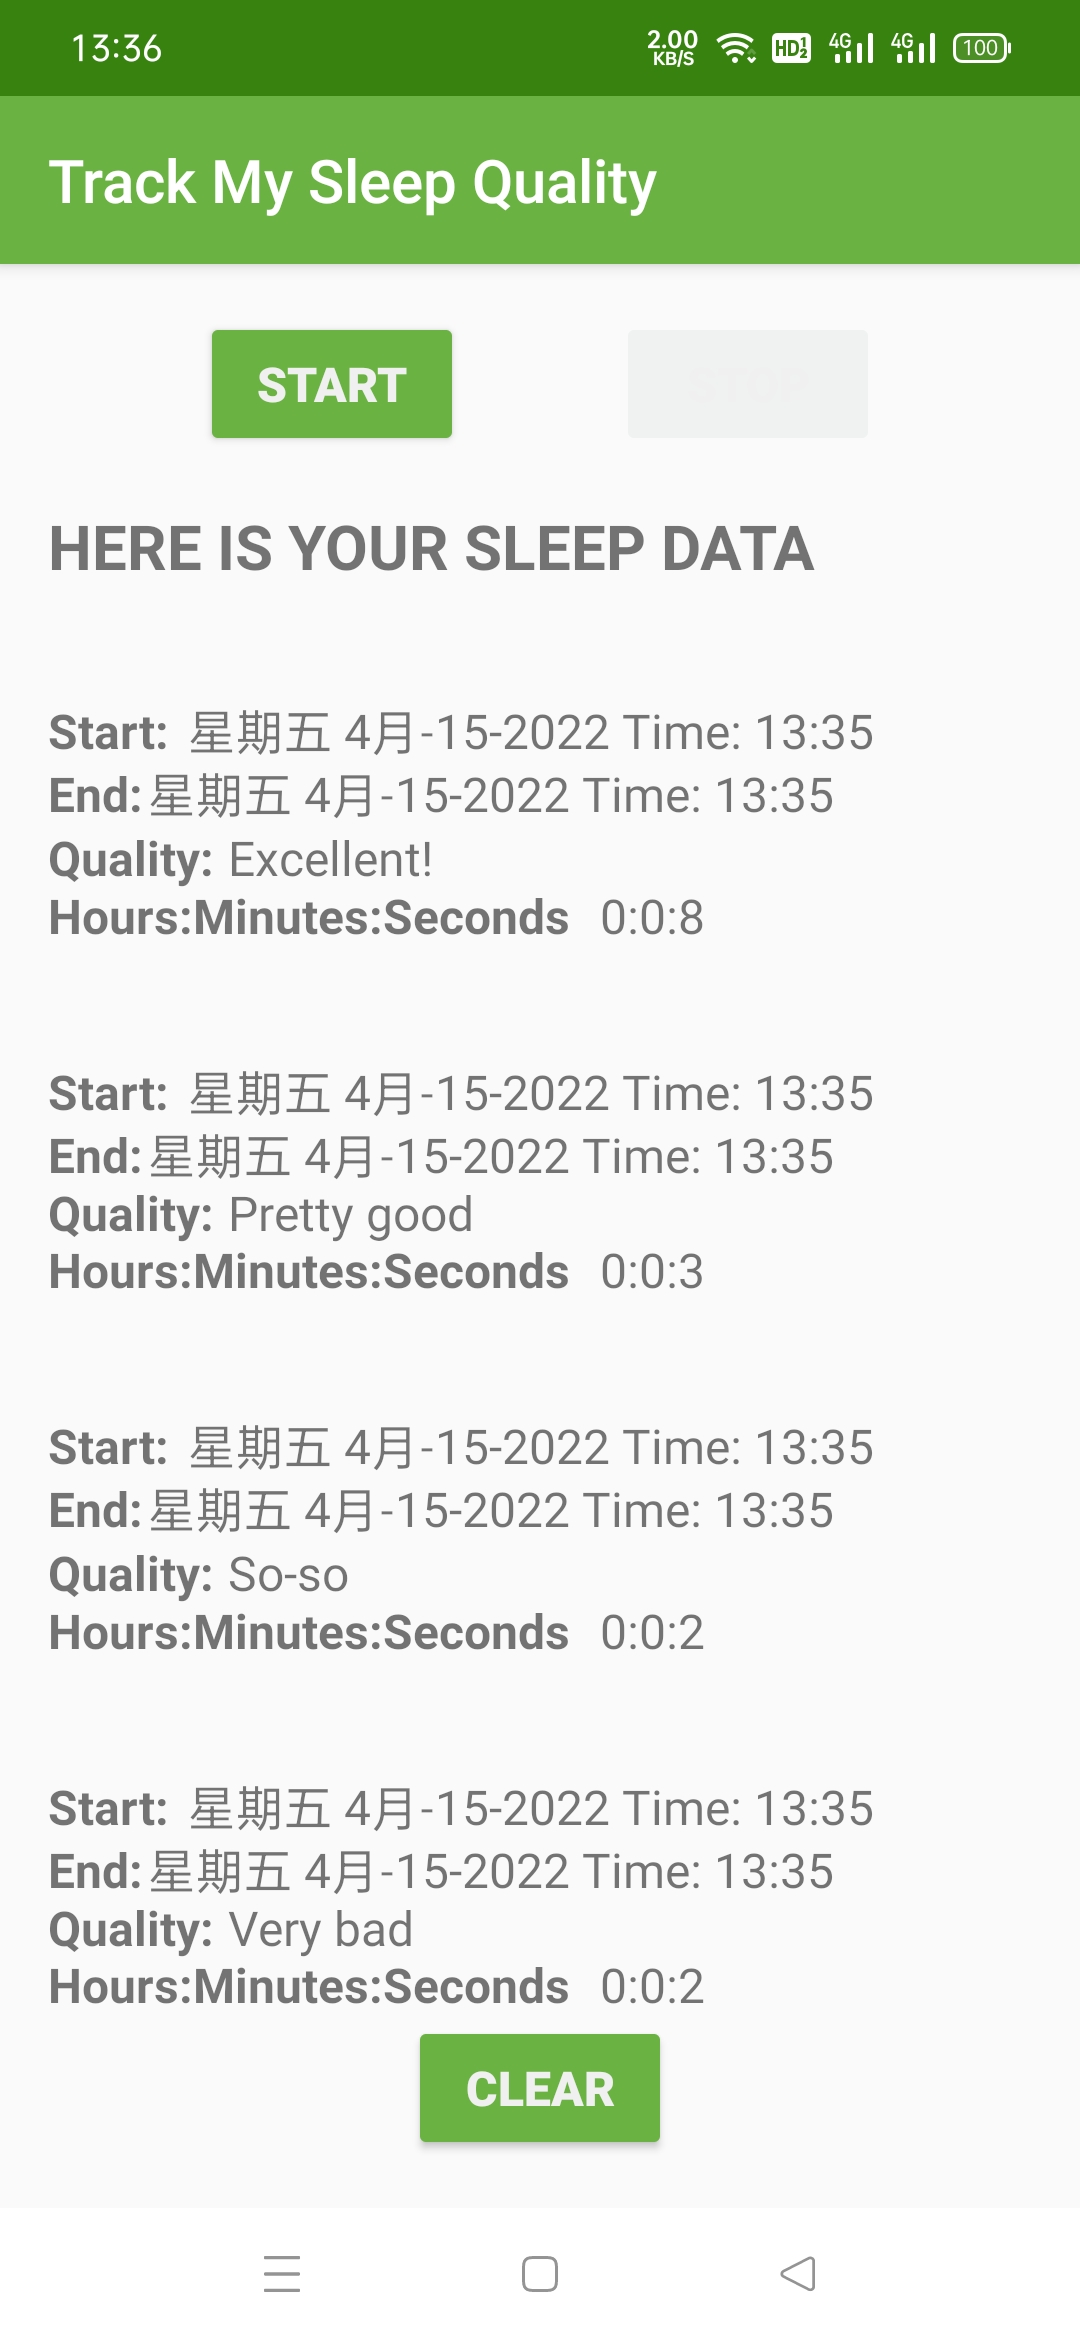 13:36
2.00 KB/S HD 1 2 4G 4G 100
Track My Sleep Quality
START STOP
HERE IS YOUR SLEEP DATA
Start: 星期五 4月-15-2022 Time: 13:35
End: 星期五 4月-15-2022 Time: 13:35
Quality: Excellent!
Hours:Minutes:Seconds 0:0:8
Start: 星期五 4月-15-2022 Time: 13:35
End: 星期五 4月-15-2022 Time: 13:35
Quality: Pretty good
Hours:Minutes:Seconds 0:0:3
Start: 星期五 4月-15-2022 Time: 13:35
End: 星期五 4月-15-2022 Time: 13:35
Quality: So-so
Hours:Minutes:Seconds 0:0:2
Start: 星期五 4月-15-2022 Time: 13:35
End: 星期五 4月-15-2022 Time: 13:35
Quality: Very bad
Hours:Minutes:Seconds 0:0:2
CLEAR